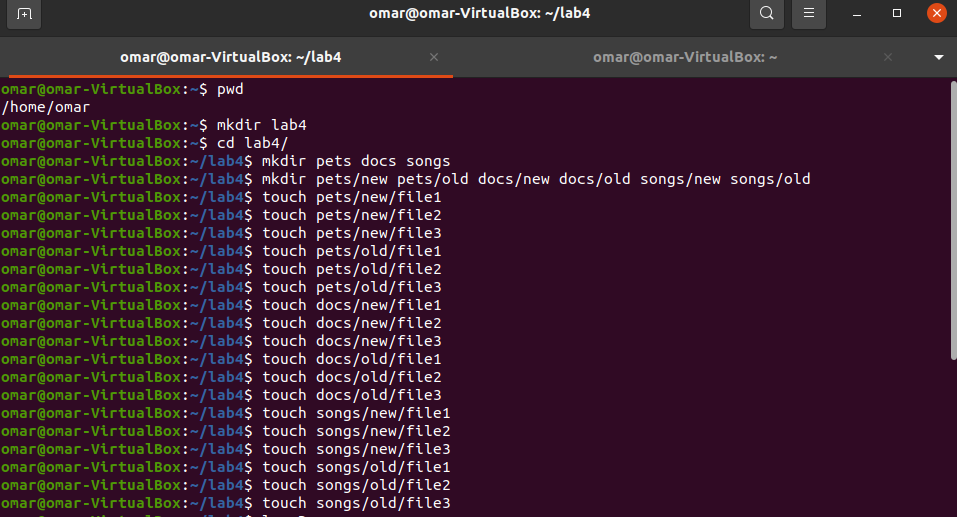 omar@omar-VirtualBox: ~/lab4
omar@omar-VirtualBox: ~/lab4
omar@omar-VirtualBox: ~
omar@omar-VirtualBox:~$ pwd
/home/omar
omar@omar-VirtualBox:~$ mkdir lab4
omar@omar-VirtualBox:~$ cd lab4/
omar@omar-VirtualBox:~/lab4$ mkdir pets docs songs
omar@omar-VirtualBox:~/lab4$ mkdir pets/new pets/old docs/new docs/old songs/new songs/old
omar@omar-VirtualBox:~/lab4$ touch pets/new/file1
omar@omar-VirtualBox:~/lab4$ touch pets/new/file2
omar@omar-VirtualBox:~/lab4$ touch pets/new/file3
omar@omar-VirtualBox:~/lab4$ touch pets/old/file1
omar@omar-VirtualBox:~/lab4$ touch pets/old/file2
omar@omar-VirtualBox:~/lab4$ touch pets/old/file3
omar@omar-VirtualBox:~/lab4$ touch docs/new/file1
omar@omar-VirtualBox:~/lab4$ touch docs/new/file2
omar@omar-VirtualBox:~/lab4$ touch docs/new/file3
omar@omar-VirtualBox:~/lab4$ touch docs/old/file1
omar@omar-VirtualBox:~/lab4$ touch docs/old/file2
omar@omar-VirtualBox:~/lab4$ touch docs/old/file3
omar@omar-VirtualBox:~/lab4$ touch songs/new/file1
omar@omar-VirtualBox:~/lab4$ touch songs/new/file2
omar@omar-VirtualBox:~/lab4$ touch songs/new/file3
omar@omar-VirtualBox:~/lab4$ touch songs/old/file1
omar@omar-VirtualBox:~/lab4$ touch songs/old/file2
omar@omar-VirtualBox:~/lab4$ touch songs/old/file3